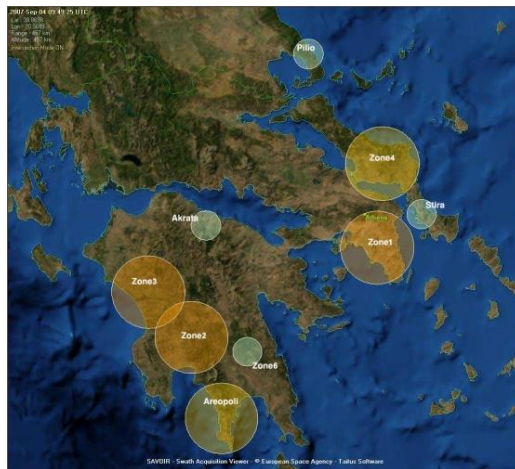 2007 Sep 04 09:49:25 UTC
Pilio
Zone4
Stira
Akrata
Zone1
Zone3
Zone2
Zone6
Areopoli
SAVOIR - Swath Acquisition Viewer - © European Space Agency - Taitus Software